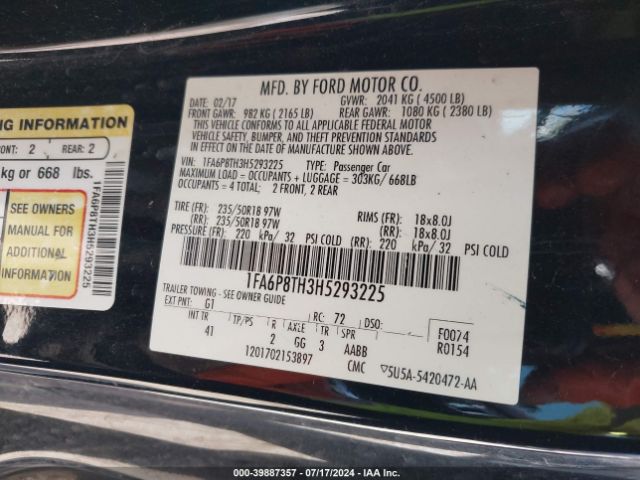 NG INFORMATION
ONT: 2 REAR: 2
kg or 668 lbs.
SEE OWNERS
MANUAL FOR
ADDITIONAL
INFORMATION
1FA6P8TH3H5293225
MFD. BY FORD MOTOR CO.
DATE: 02/17 GVWR: 2041 KG ( 4500 LB)
FRONT GAWR: 982 KG ( 2165 LB) REAR GAWR: 1080 KG ( 2380 LB)
THIS VEHICLE CONFORMS TO ALL APPLICABLE FEDERAL MOTOR
VEHICLE SAFETY, BUMPER, AND THEFT PREVENTION STANDARDS
IN EFFECT ON THE DATE OF MANUFACTURE SHOWN ABOVE.
VIN: 1FA6P8TH3H5293225 TYPE: Passenger Car
MAXIMUM LOAD = OCCUPANTS + LUGGAGE = 303KG/668LB
OCCUPANTS = 4 TOTAL; 2 FRONT, 2 REAR
TIRE (FR): 235/50R18 97W RIMS (FR): 18x8.0J
(RR): 235/50R18 97W (RR): 18x8.0J
PRESSURE (FR): 220 kPa/ 32 PSI COLD (RR): 220 kPa/ 32 PSI COLD
1FA6P8TH3H5293225
TRAILER TOWING - SEE OWNER GUIDE
EXT PNT: G1 RC: 72 DSO: F0074
INT TR TP/PS R AXLE TR SPR R0154
41 2 GG 3 AABB
1201702153897 CMC ▽5U5A-5420472-AA
000-39887357 - 07/17/2024 - IAA Inc.